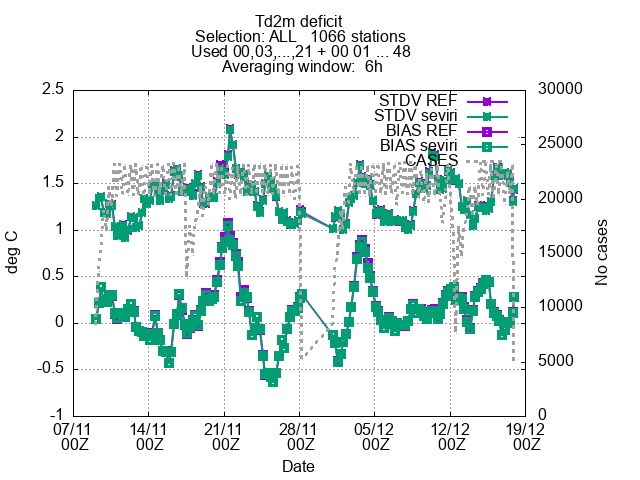 Td2m deficit
Selection: ALL   1066 stations
Used 00,03,...,21 + 00 01 ... 48
Averaging window:  6h
STDV REF
STDV seviri
BIAS REF
BIAS seviri
CASES
2.5
2
1.5
1
0.5
0
-0.5
-1
30000
25000
20000
15000
10000
5000
0
deg C
No cases
07/11 14/11 21/11 28/11 05/12 12/12 19/12
00Z 00Z 00Z 00Z 00Z 00Z 00Z
Date